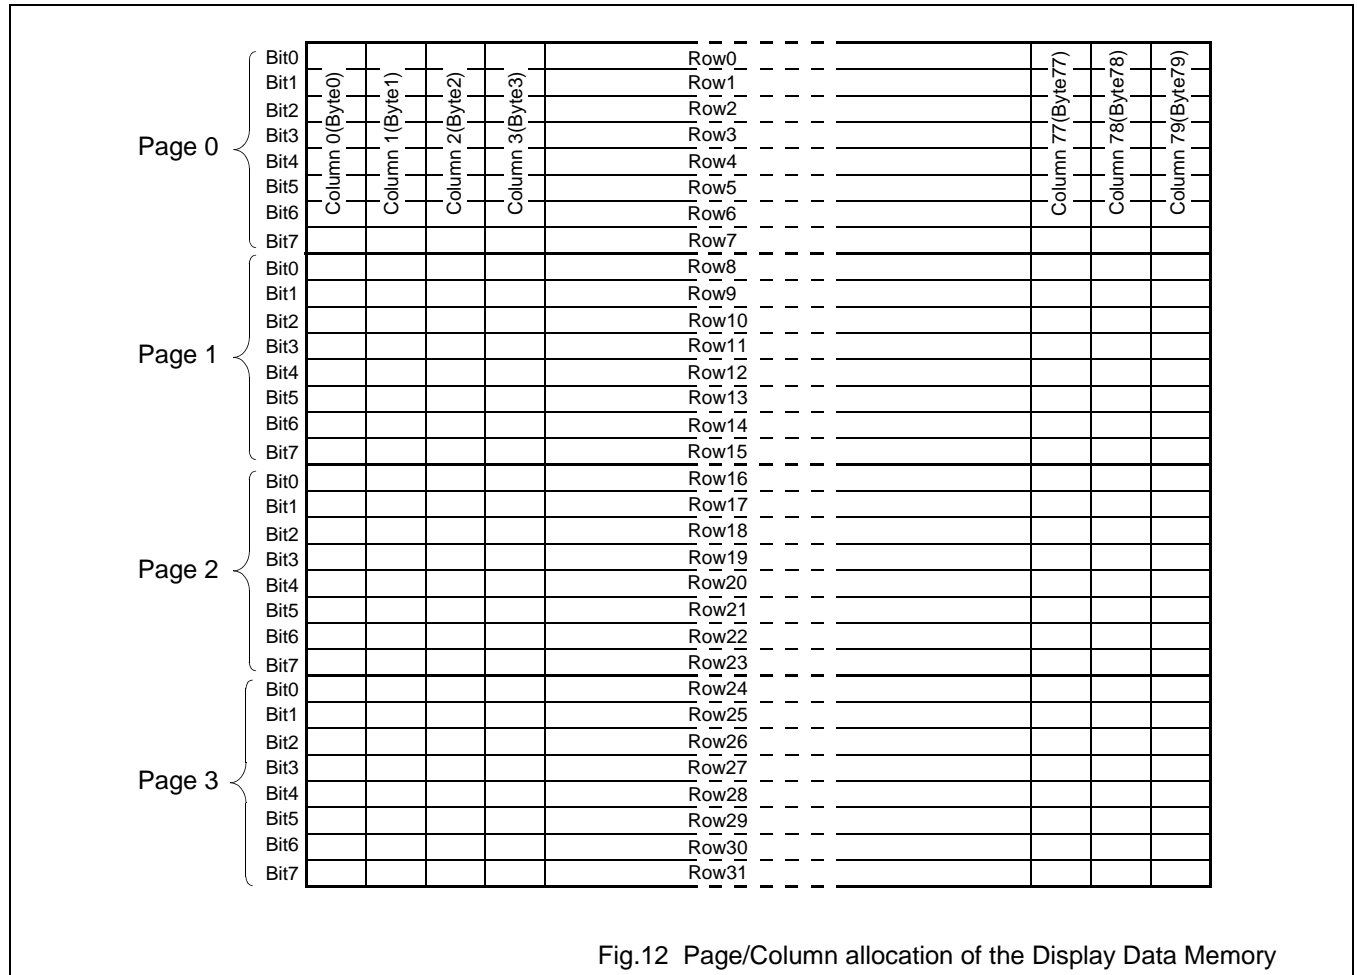 Bit0 Row0
Bit1 Row1
Bit2 Row2
Bit3 Row3
Page 0
Bit4 Row4
Bit5 Row5
Bit6 Row6
Bit7 Row7
Column 0(Byte0)
Column 1(Byte1)
Column 2(Byte2)
Column 3(Byte3)
Column 77(Byte77)
Column 78(Byte78)
Column 79(Byte79)
Bit0 Row8
Bit1 Row9
Bit2 Row10
Bit3 Row11
Page 1
Bit4 Row12
Bit5 Row13
Bit6 Row14
Bit7 Row15
Bit0 Row16
Bit1 Row17
Bit2 Row18
Bit3 Row19
Page 2
Bit4 Row20
Bit5 Row21
Bit6 Row22
Bit7 Row23
Bit0 Row24
Bit1 Row25
Bit2 Row26
Bit3 Row27
Page 3
Bit4 Row28
Bit5 Row29
Bit6 Row30
Bit7 Row31
Fig.12 Page/Column allocation of the Display Data Memory